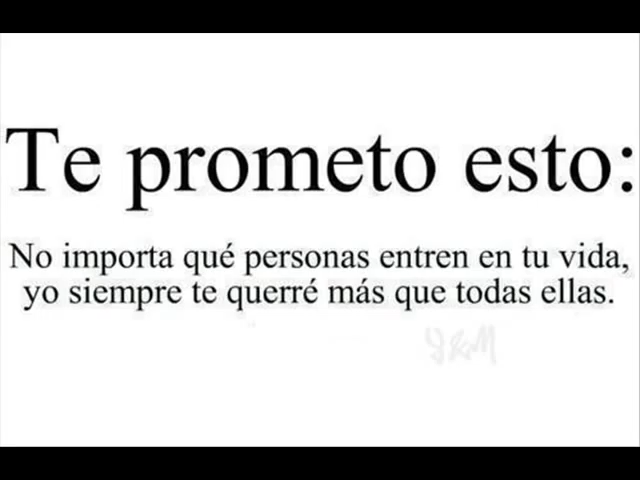 Te prometo esto:
No importa qué personas entren en tu vida,
yo siempre te querré más que todas ellas.
J&M